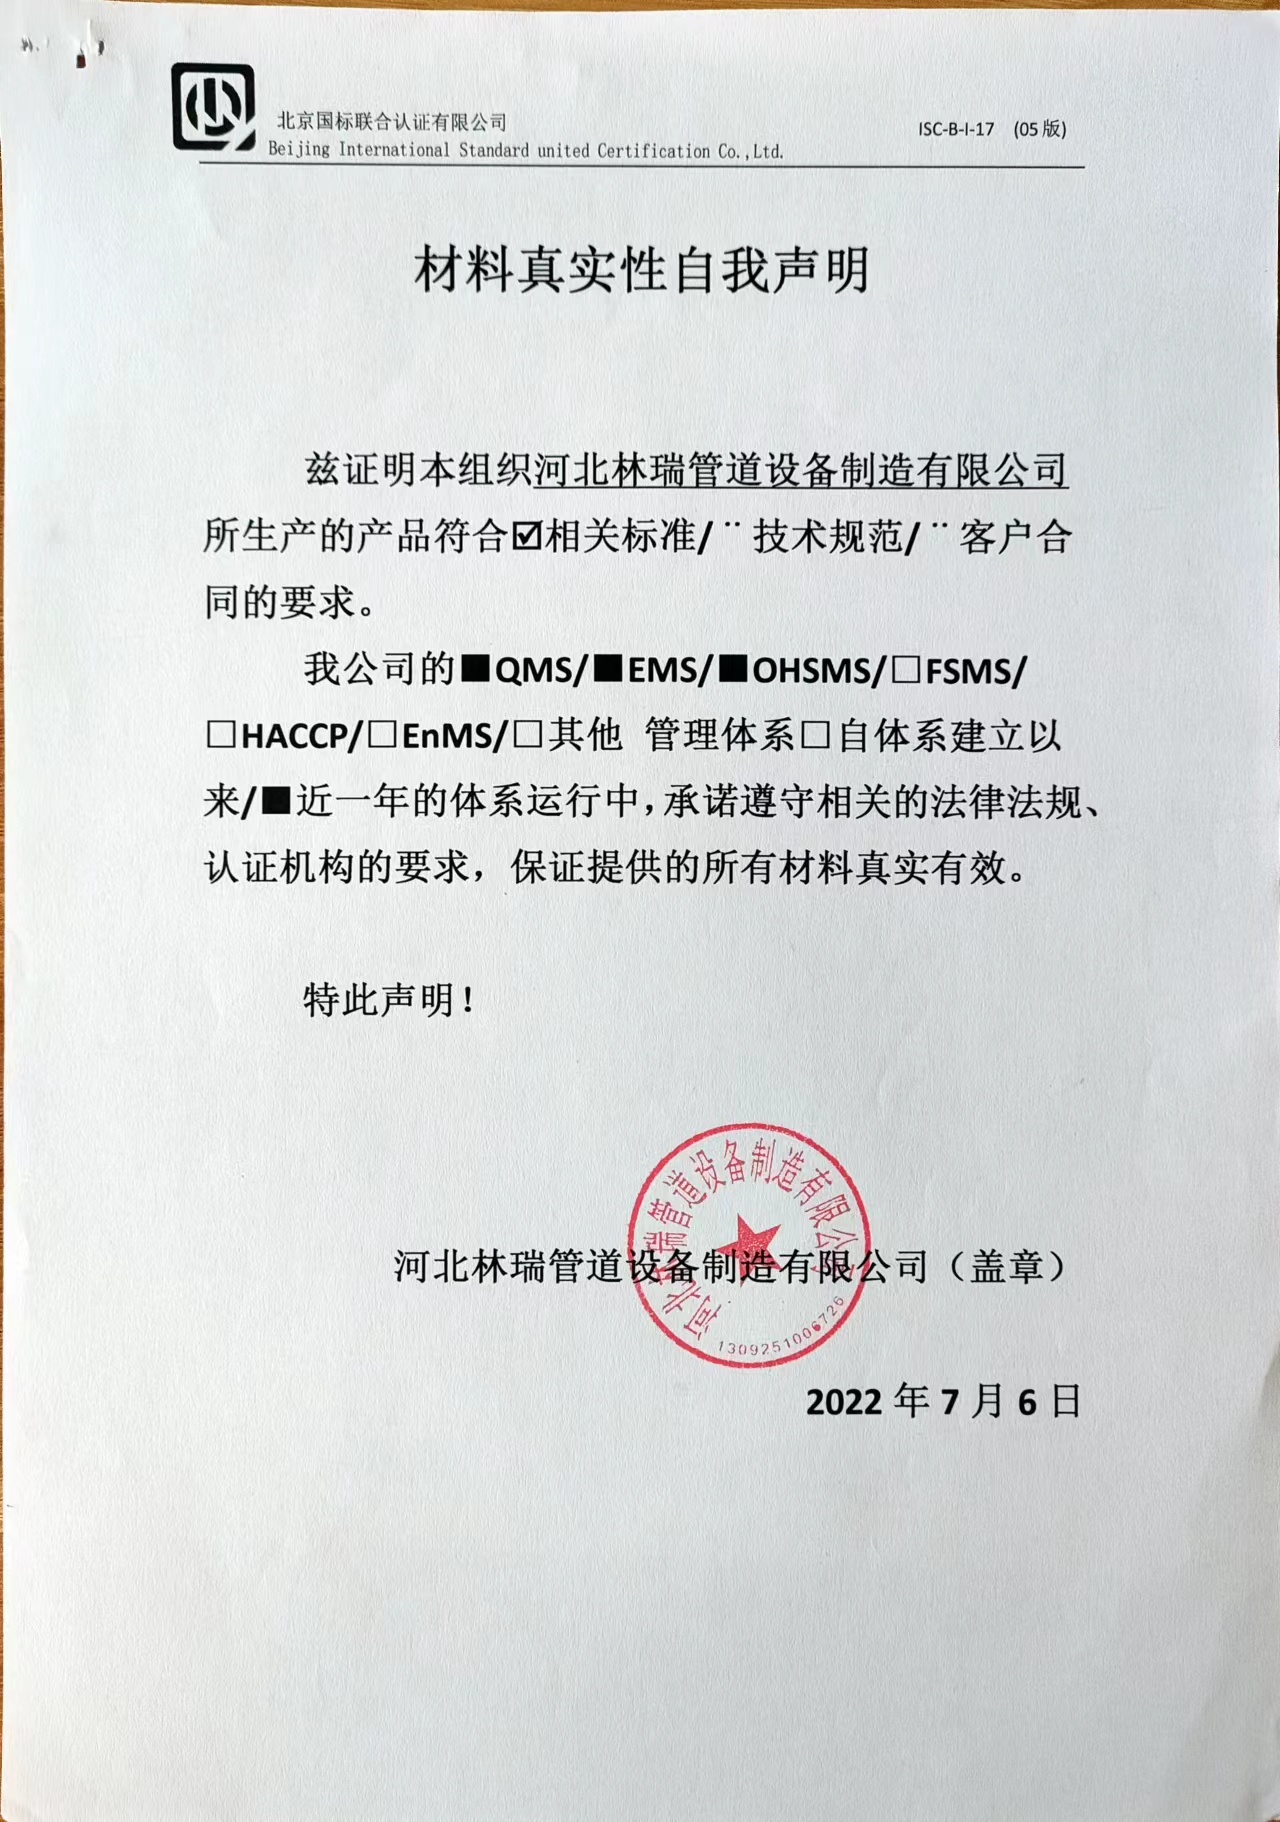 北京国标联合认证有限公司
ISC-B-I-17 (05版)
Beijing International Standard united Certification Co.,Ltd.
材料真实性自我声明
兹证明本组织河北林瑞管道设备制造有限公司
所生产的产品符合☑相关标准/¨技术规范/¨客户合
同的要求。
我公司的■QMS/■EMS/■OHSMS/□FSMS/
□HACCP/□EnMS/□其他 管理体系□自体系建立以
来/■近一年的体系运行中,承诺遵守相关的法律法规、
认证机构的要求，保证提供的所有材料真实有效。
特此声明！
河北林瑞管道设备制造有限公司
河北林瑞管道设备制造有限公司（盖章）
1309251006726
2022 年 7 月 6 日